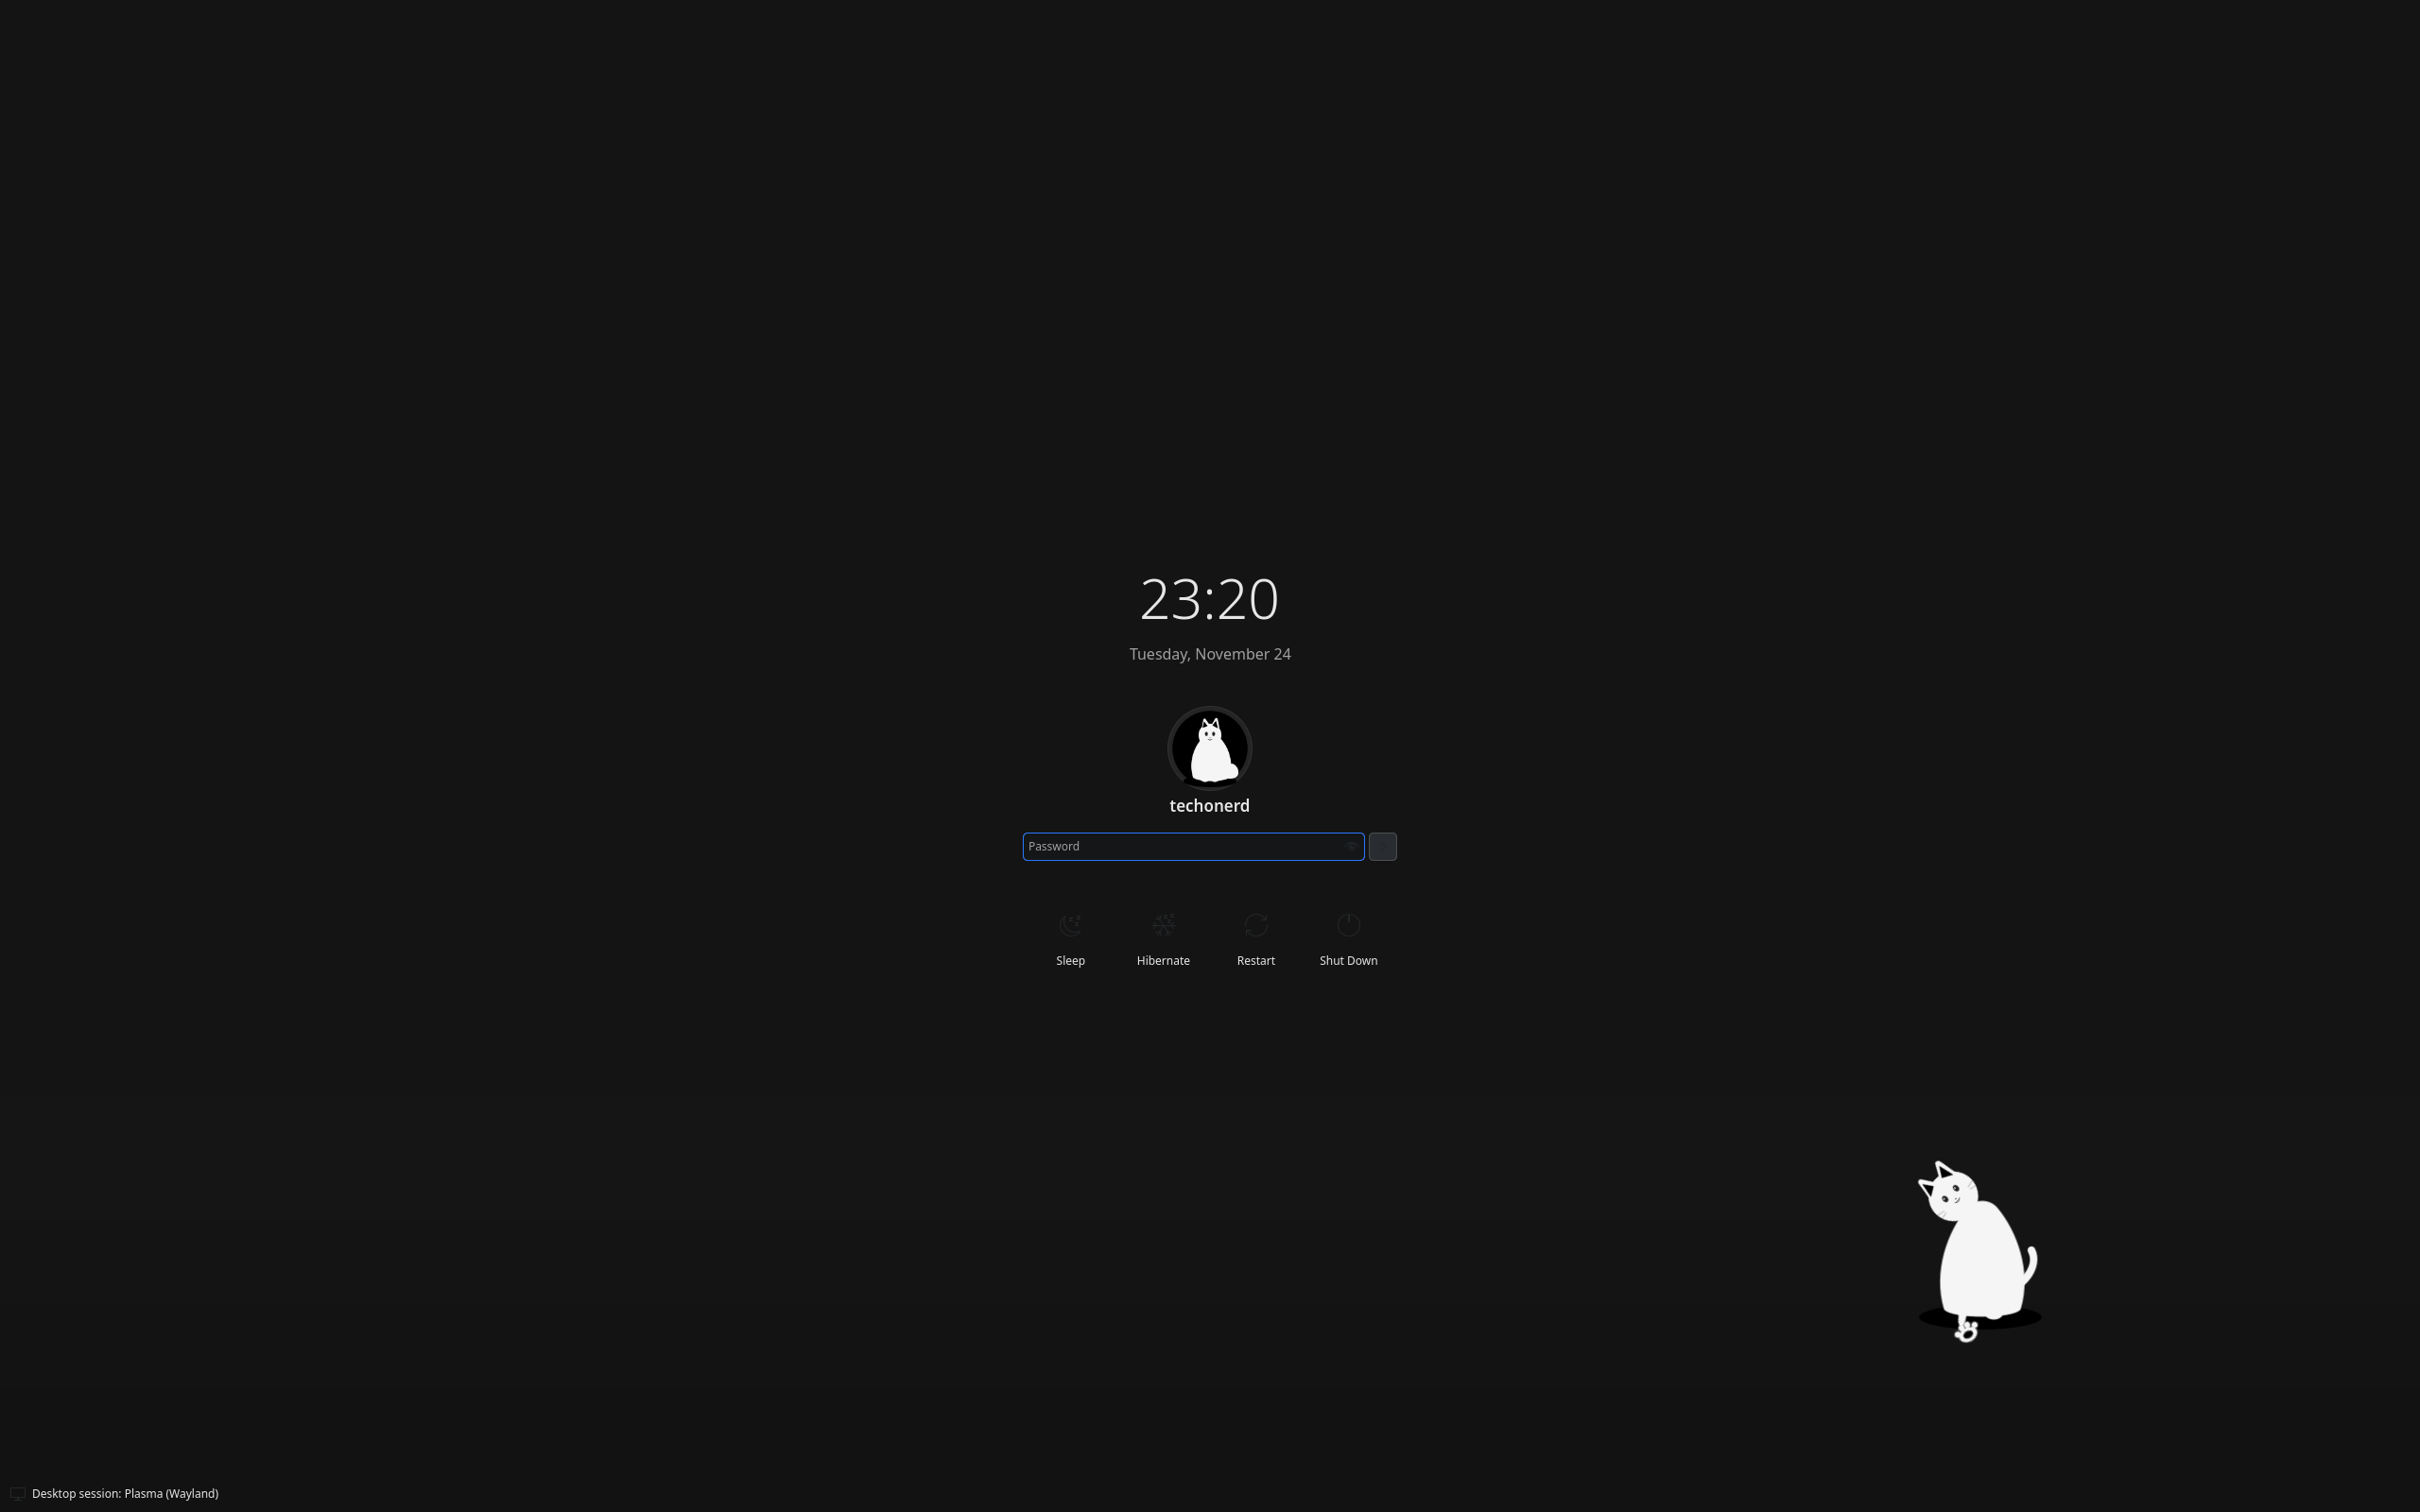 23:20
Tuesday, November 24
techonerd
Password
Sleep Hibernate Restart Shut Down
Desktop session: Plasma (Wayland)